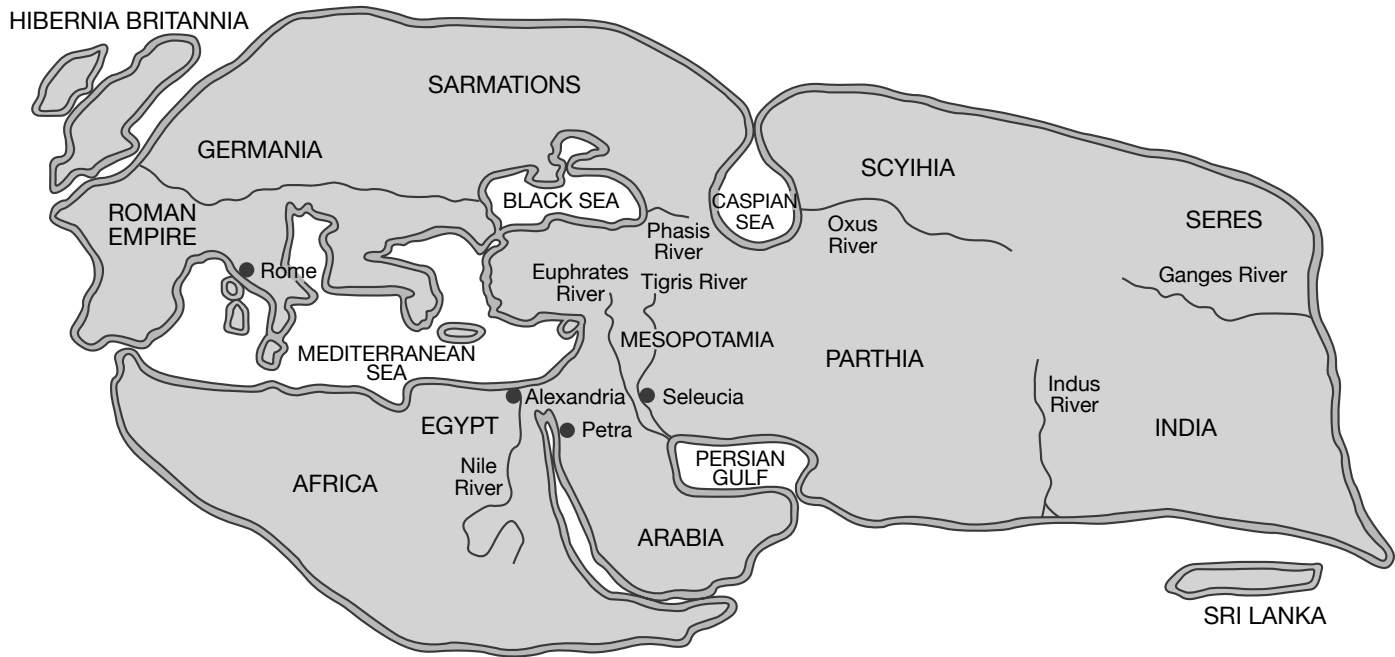 HIBERNIA BRITANNIA
SARMATIONS
GERMANIA
SCYIHIA
BLACK SEA
CASPIAN
SEA
ROMAN
EMPIRE
Phasis
River
Oxus
River
SERES
Rome
Euphrates
River
Tigris River
Ganges River
MESOPOTAMIA
MEDITERRANEAN
SEA
PARTHIA
Alexandria
Seleucia
Indus
River
EGYPT
Petra
INDIA
Nile
River
PERSIAN
GULF
AFRICA
ARABIA
SRI LANKA